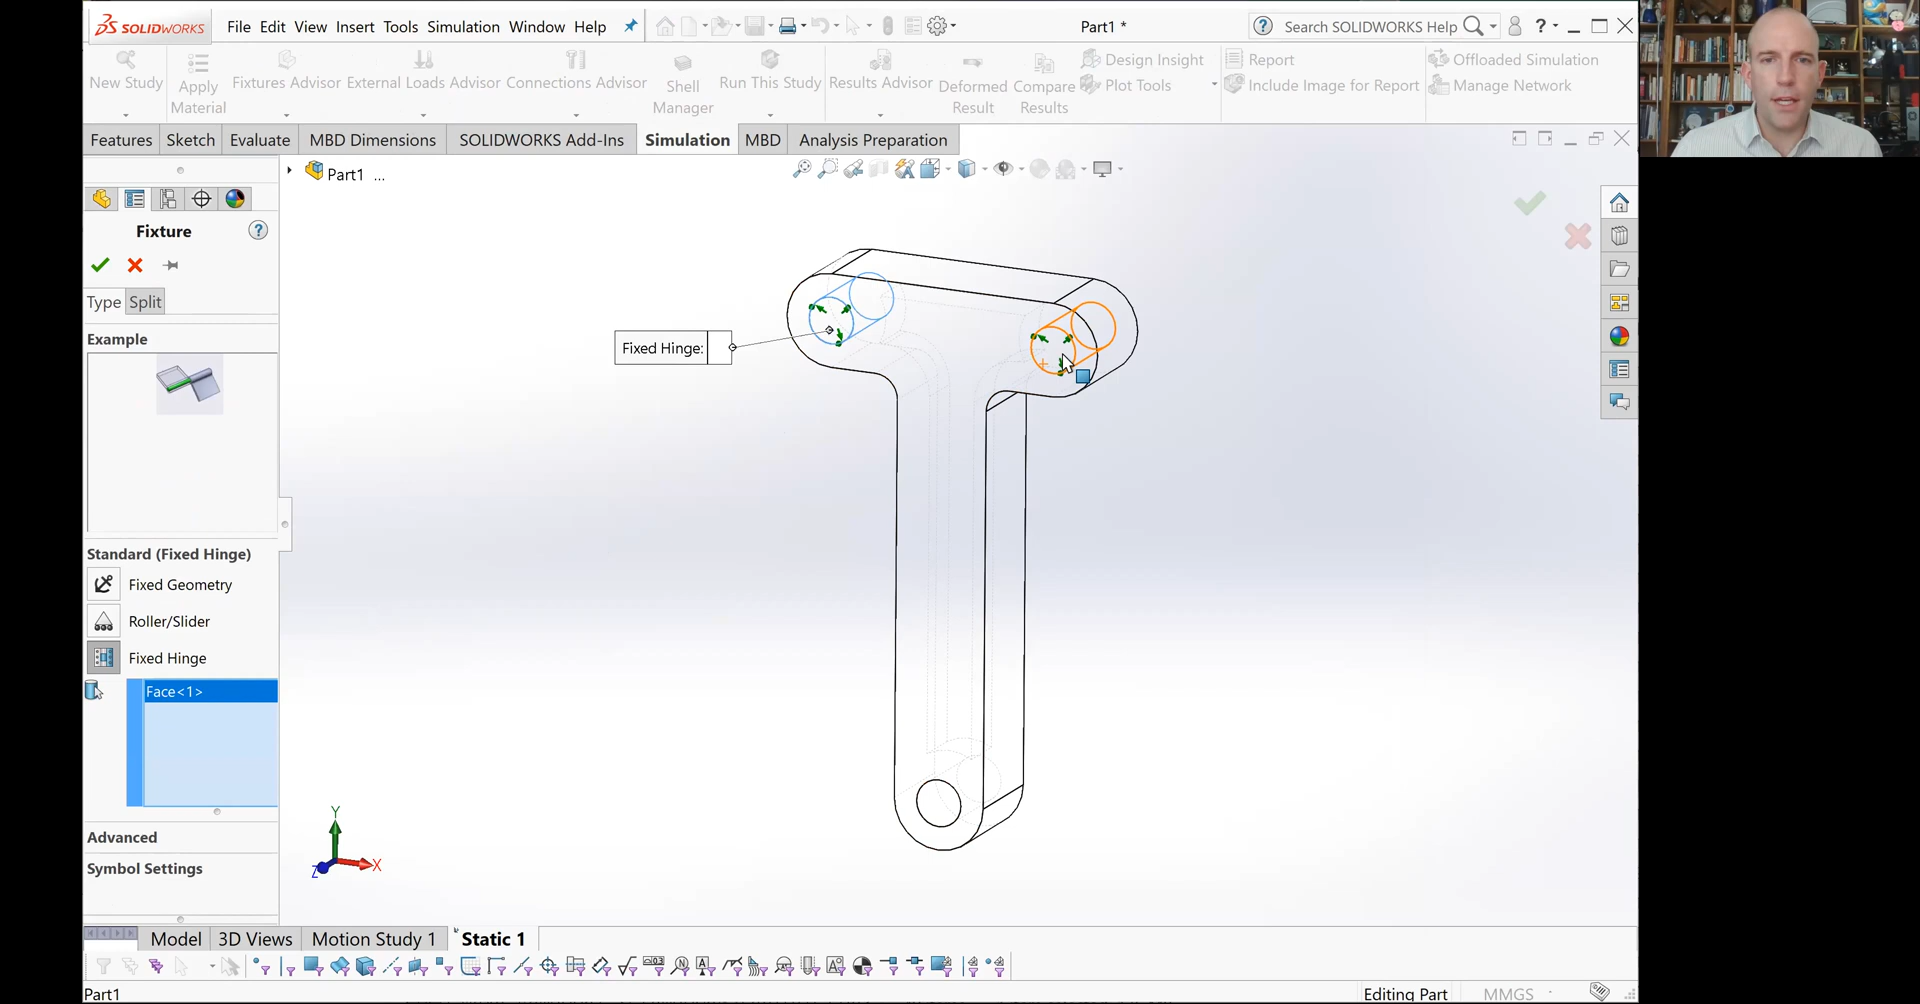 SOLIDWORKS File Edit View Insert Tools Simulation Window Help Part1 * Search SOLIDWORKS Help ?
New Study Apply Material Fixtures Advisor External Loads Advisor Connections Advisor Shell Manager Run This Study Results Advisor Deformed Result Compare Results Design Insight Plot Tools Report Include Image for Report Offloaded Simulation Manage Network
Features Sketch Evaluate MBD Dimensions SOLIDWORKS Add-Ins Simulation MBD Analysis Preparation
Part1 ...
Fixture ?
Type Split
Example
Fixed Hinge:
Standard (Fixed Hinge)
Fixed Geometry
Roller/Slider
Fixed Hinge
Face<1>
Advanced
Symbol Settings
Y
X
Z
Model 3D Views Motion Study 1 Static 1
Part1 Editing Part MMGS